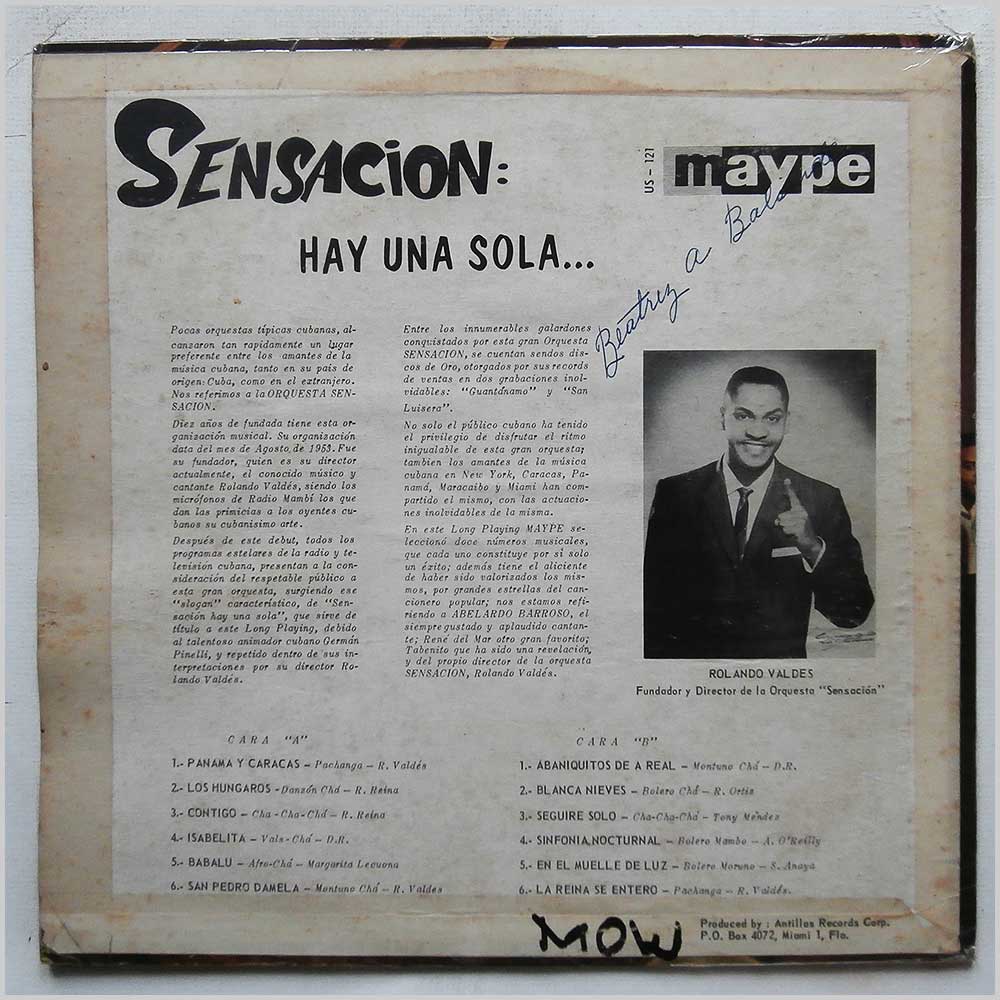 SENSACION:
HAY UNA SOLA...
US - 121
maype
Beatriz a
Pocas orquestas típicas cubanas, al-
canzaron tan rapidamente un lugar
preferente entre los amantes de la
música cubana, tanto en su pais de
origen: Cuba, como en el extranjero.
Nos referimos a la ORQUESTA SEN-
SACION.
Diez años de fundada tiene esta or-
ganización musical. Su organización
data del mes de Agosto de 1953. Fue
su fundador, quien es su director
actualmente, el conocido músico y
cantante Rolando Valdés, siendo los
micrófonos de Radio Mambí los que
dan las primicias a los oyentes cu-
banos su cubanisimo arte.
Después de este debut, todos los
programas estelares de la radio y te-
levisión cubana, presentan a la con-
sideración del respetable público a
esta gran orquesta, surgiendo ese
"slogan" característico, de "Sen-
sación hay una sola", que sirve de
título a este Long Playing, debido
al talentoso animador cubano Germán
Pinelli, y repetido dentro de sus in-
terpretaciones por su director Ro-
lando Valdés.
Entre los innumerables galardones
conquistados por esta gran Orquesta
SENSACION, se cuentan sendos dis-
cos de Oro, otorgados por sus records
de ventas en dos grabaciones inol-
vidables: "Guantánamo" y "San
Luisera".
No solo el público cubano ha tenido
el privilegio de disfrutar el ritmo
inigualable de esta gran orquesta;
tambien los amantes de la música
cubana en New York, Caracas, Pa-
namá, Maracaibo y Miami han com-
partido el mismo, con las actuacio-
nes inolvidables de la misma.
En este Long Playing MAYPE se-
leccionó doce números musicales,
que cada uno constituye por si solo
un éxito; además tiene el aliciente
de haber sido valorizados los mis-
mos, por grandes estrellas del can-
cionero popular; nos estamos refi-
riendo a ABELARDO BARROSO, el
siempre gustado y aplaudido cantan-
te; René del Mar otro gran favorito;
Tabenito que ha sido una revelación,
y del propio director de la orquesta
SENSACION, Rolando Valdés.
ROLANDO VALDES
Fundador y Director de la Orquesta "Sensación"
CARA "A"
1.- PANAMA Y CARACAS - Pachanga - R. Valdés
2.- LOS HUNGAROS - Danzón Chá - R. Reina
3.- CONTIGO - Cha-Cha-Chá - R. Reina
4.- ISABELITA - Vals-Chá - D.R.
5.- BABALU - Afro-Chá - Margarita Lecuona
6.- SAN PEDRO DAMELA - Montuno Chá - R. Valdes
CARA "B"
1.- ABANIQUITOS DE A REAL - Montuno Chá - D.R.
2.- BLANCA NIEVES - Bolero Chá - R. Ortiz
3.- SEGUIRE SOLO - Cha-Cha-Chá - Tony Mendez
4.- SINFONIA NOCTURNAL - Bolero Mambo - A. O'Reilly
5.- EN EL MUELLE DE LUZ - Bolero Moruno - S. Anaya
6.- LA REINA SE ENTERO - Pachanga - R. Valdés.
MOW
Produced by : Antillas Records Corp.
P.O. Box 4072, Miami 1, Fla.